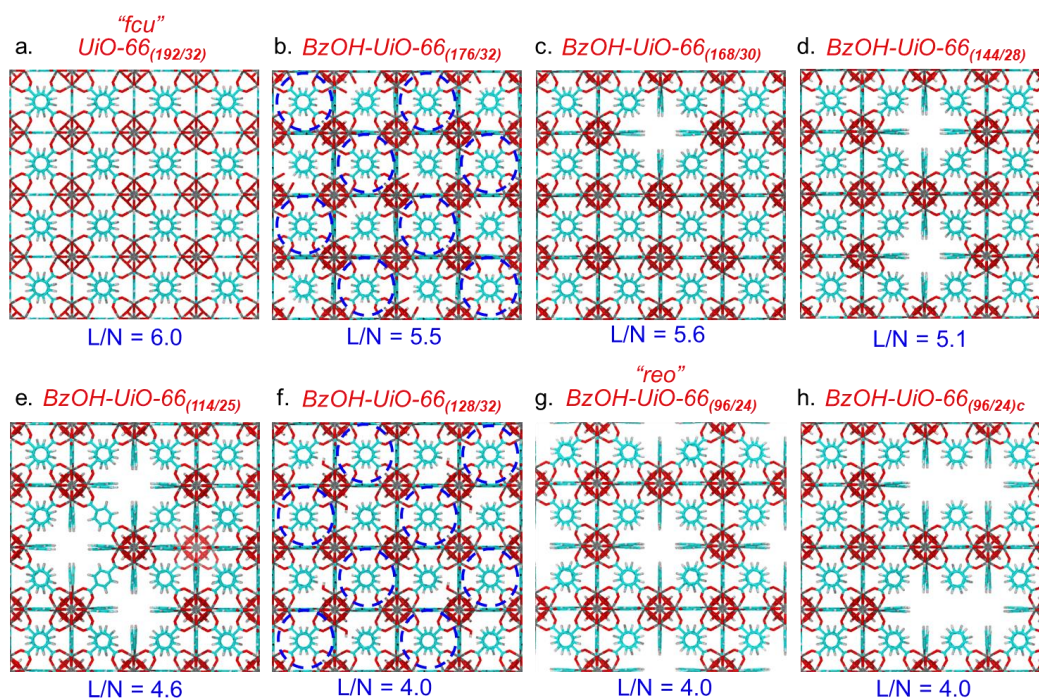 a. "fcu"
UiO-66(192/32)
b. BzOH-UiO-66(176/32)
c. BzOH-UiO-66(168/30)
d. BzOH-UiO-66(144/28)
L/N = 6.0
L/N = 5.5
L/N = 5.6
L/N = 5.1
e. BzOH-UiO-66(114/25)
f. BzOH-UiO-66(128/32)
g. "reo"
BzOH-UiO-66(96/24)
h. BzOH-UiO-66(96/24)c
L/N = 4.6
L/N = 4.0
L/N = 4.0
L/N = 4.0